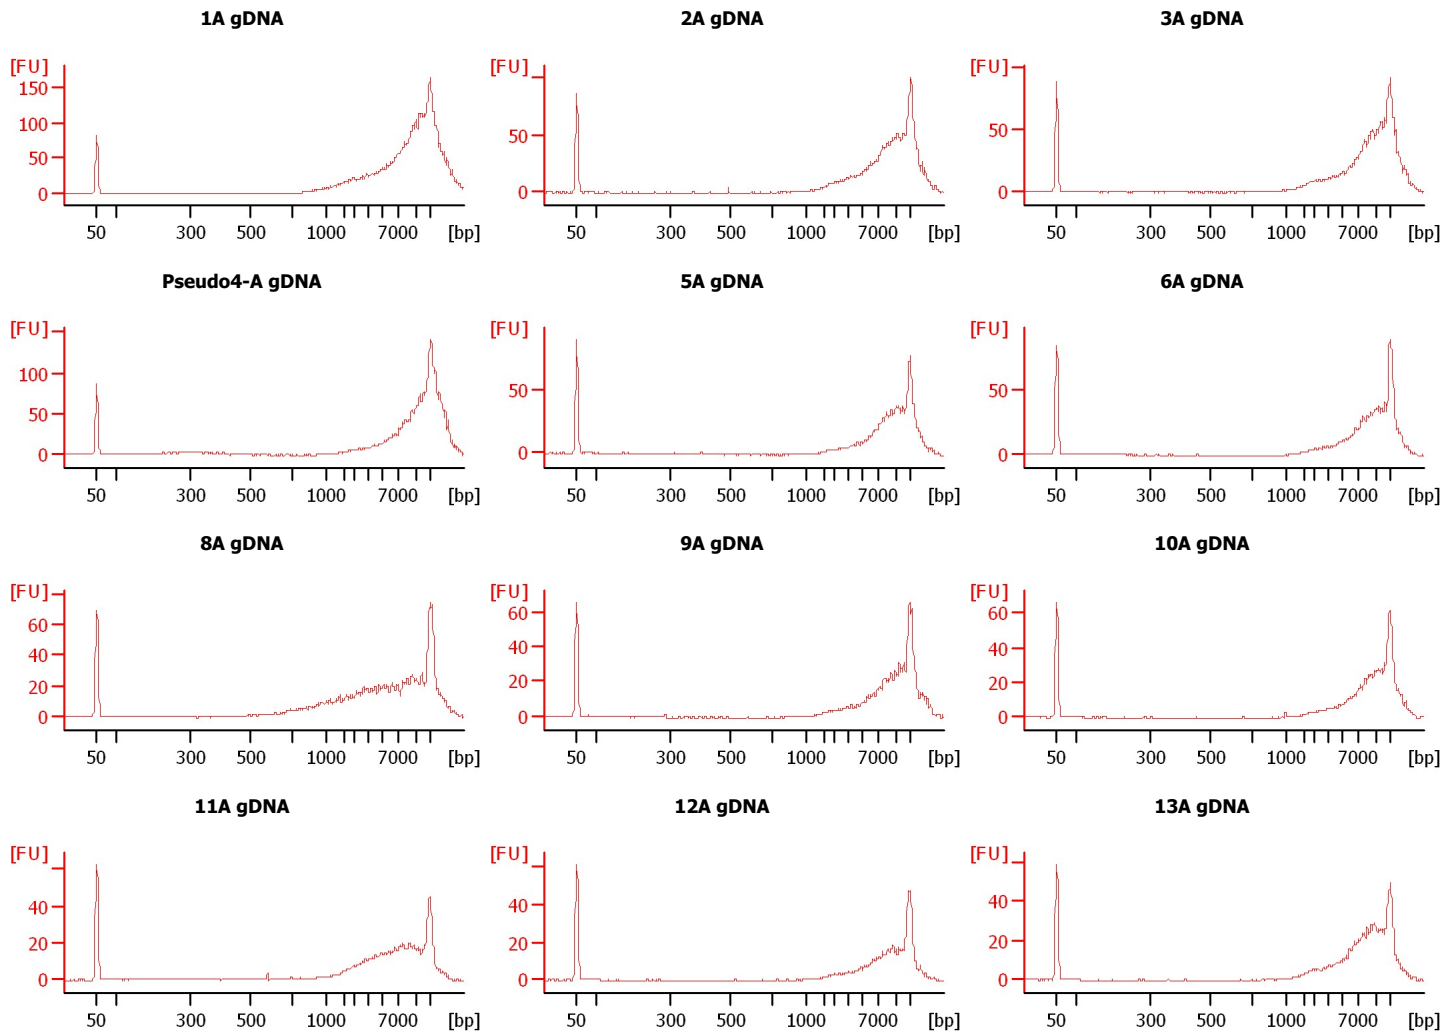 1A gDNA 2A gDNA 3A gDNA
[FU] [FU] [FU]
150
100
50 50 50
0 0 0
50 300 500 1000 7000 [bp] 50 300 500 1000 7000 [bp] 50 300 500 1000 7000 [bp]
Pseudo4-A gDNA 5A gDNA 6A gDNA
[FU] [FU] [FU]
100
50 50 50
0 0 0
50 300 500 1000 7000 [bp] 50 300 500 1000 7000 [bp] 50 300 500 1000 7000 [bp]
8A gDNA 9A gDNA 10A gDNA
[FU] [FU] [FU]
60 60 60
40 40 40
20 20 20
0 0 0
50 300 500 1000 7000 [bp] 50 300 500 1000 7000 [bp] 50 300 500 1000 7000 [bp]
11A gDNA 12A gDNA 13A gDNA
[FU] [FU] [FU]
40 40 40
20 20 20
0 0 0
50 300 500 1000 7000 [bp] 50 300 500 1000 7000 [bp] 50 300 500 1000 7000 [bp]